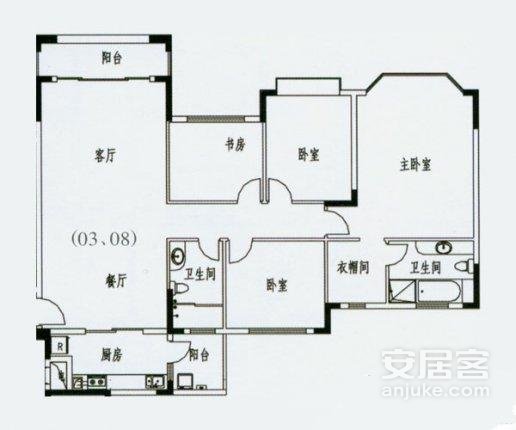 阳台
书房
卧室
客厅
主卧室
(03、08)
卫生间
衣帽间
卫生间
餐厅
卧室
厨房
阳台
R
安居客
anjuke.com